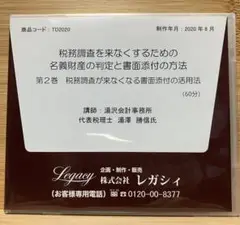 商品コード：TD2020　制作年月：2020年8月
税務調査を来なくするための
名義財産の判定と書面添付の方法
第2巻　税務調査が来なくなる書面添付の活用法
（60分）
講師：湯沢会計事務所
代表税理士　湯澤　勝信氏
Legacy
企画・制作・販売
株式会社　レガシィ
（お客様専用電話）　0120-00-8377